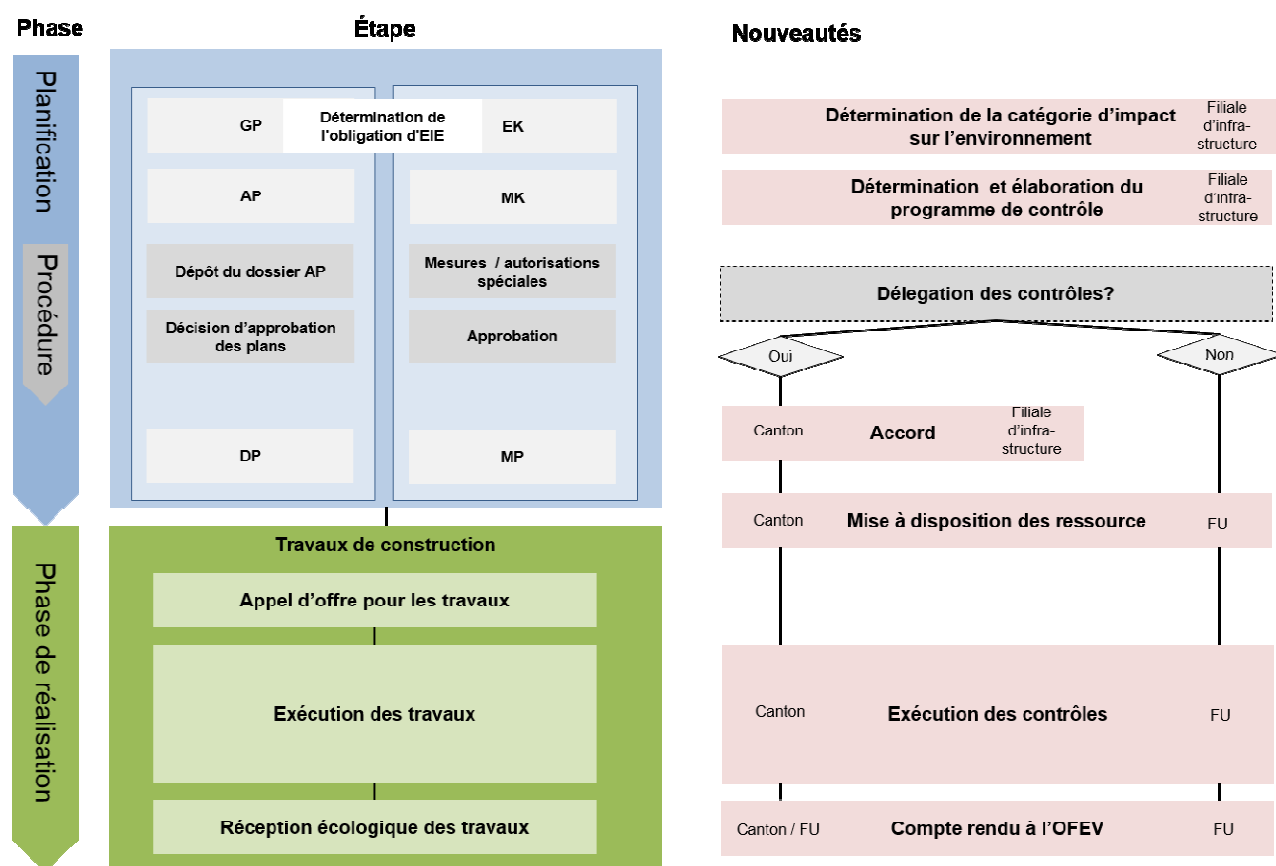 Phase
Étape
Nouveautés
Planification
Procédure
Phase de réalisation
GP
Détermination de
l'obligation d'EIE
EK
AP
MK
Dépôt du dossier AP
Mesures / autorisations
spéciales
Décision d'approbation
des plans
Approbation
DP
MP
Travaux de construction
Appel d'offre pour les travaux
Exécution des travaux
Réception écologique des travaux
Détermination de la catégorie d'impact
sur l'environnement
Filiale
d'infra-
structure
Détermination et élaboration du
programme de contrôle
Filiale
d'infra-
structure
Délegation des contrôles?
Oui
Non
Canton
Accord
Filiale
d'infra-
structure
Canton
Mise à disposition des ressource
FU
Canton
Exécution des contrôles
FU
Canton / FU
Compte rendu à l'OFEV
FU